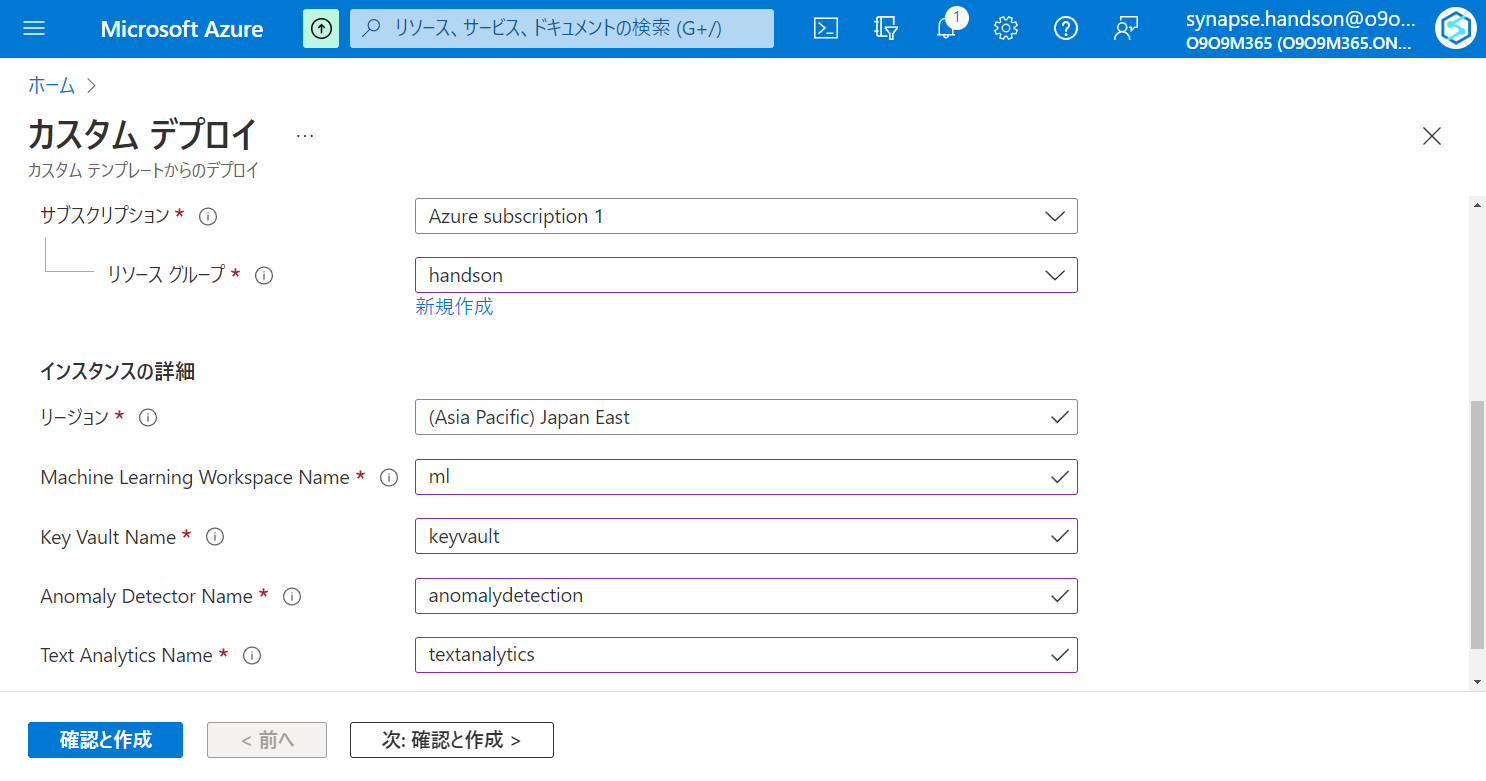 Microsoft Azure
リソース、サービス、ドキュメントの検索 (G+/)
1
synapse.handson@o9o...
O9O9M365 (O9O9M365.ON...
ホーム >
カスタム デプロイ ...
カスタム テンプレートからのデプロイ
サブスクリプション * Azure subscription 1
リソース グループ * handson
新規作成
インスタンスの詳細
リージョン * (Asia Pacific) Japan East
Machine Learning Workspace Name * ml
Key Vault Name * keyvault
Anomaly Detector Name * anomalydetection
Text Analytics Name * textanalytics
確認と作成 < 前へ 次: 確認と作成 >